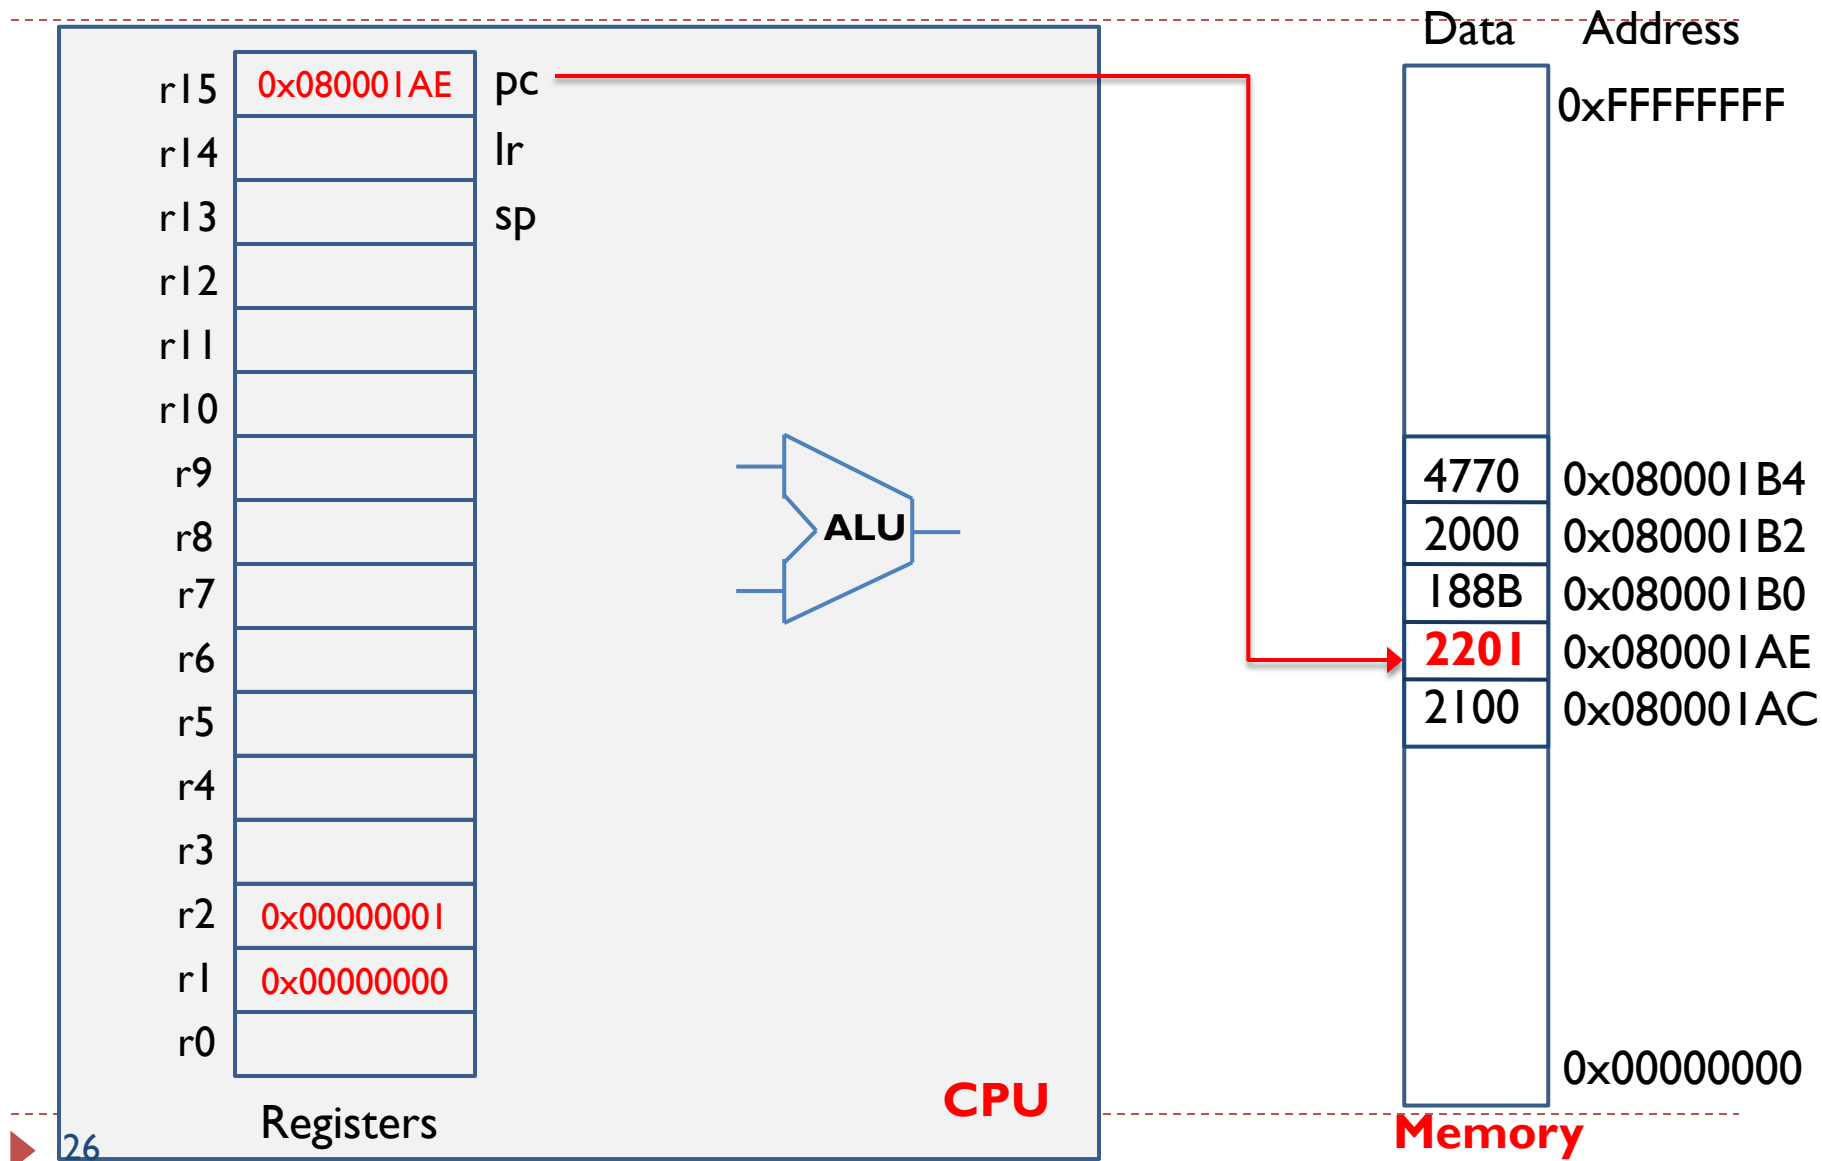 Data Address
r15 0x080001AE pc
0xFFFFFFFF
r14 lr
r13 sp
r12
r11
r10
r9
4770 0x080001B4
r8
ALU
2000 0x080001B2
r7
188B 0x080001B0
r6
2201 0x080001AE
r5
2100 0x080001AC
r4
r3
r2 0x00000001
r1 0x00000000
r0
0x00000000
CPU
Registers
Memory
26